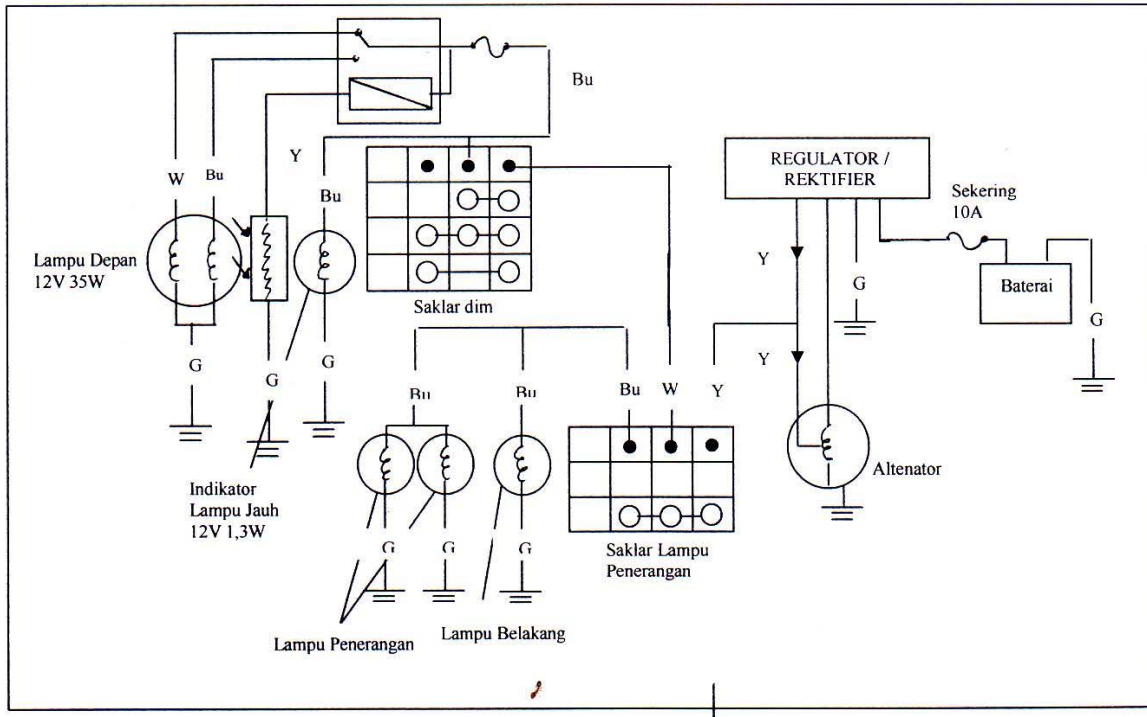 Bu
REGULATOR /
REKTIFIER
Sekering
10A
Y
W
Bu
Bu
Y
G
Baterai
G
Lampu Depan
12V 35W
Saklar dim
G
G
G
Y
Bu
W
Y
Bu
Bu
Altenator
Indikator
Lampu Jauh
12V 1,3W
G
G
G
Saklar Lampu
Penerangan
Lampu Penerangan
Lampu Belakang